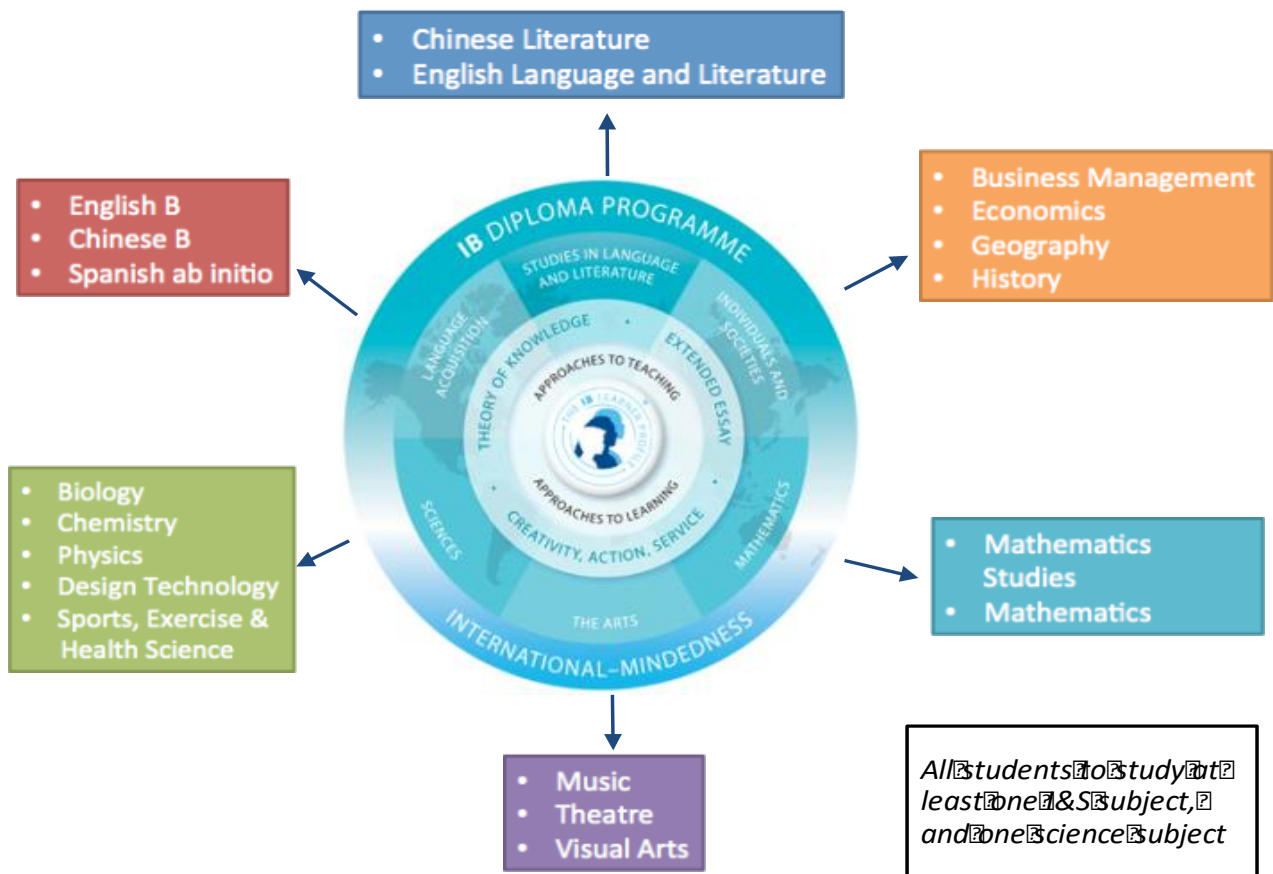 • Chinese Literature
• English Language and Literature
• English B
• Chinese B
• Spanish ab initio
• Business Management
• Economics
• Geography
• History
IB DIPLOMA PROGRAMME
STUDIES IN LANGUAGE
AND LITERATURE
LANGUAGE
ACQUISITION
INDIVIDUALS AND
SOCIETIES
THEORY OF KNOWLEDGE
EXTENDED ESSAY
APPROACHES TO TEACHING
THE IB LEARNER PROFILE
APPROACHES TO LEARNING
CREATIVITY, ACTION, SERVICE
SCIENCES
MATHEMATICS
THE ARTS
INTERNATIONAL–MINDEDNESS
• Biology
• Chemistry
• Physics
• Design Technology
• Sports, Exercise &
Health Science
• Mathematics
Studies
• Mathematics
• Music
• Theatre
• Visual Arts
All⍰students⍰to⍰study⍰at⍰
least⍰one⍰I&S⍰subject,⍰
and⍰one⍰science⍰subject